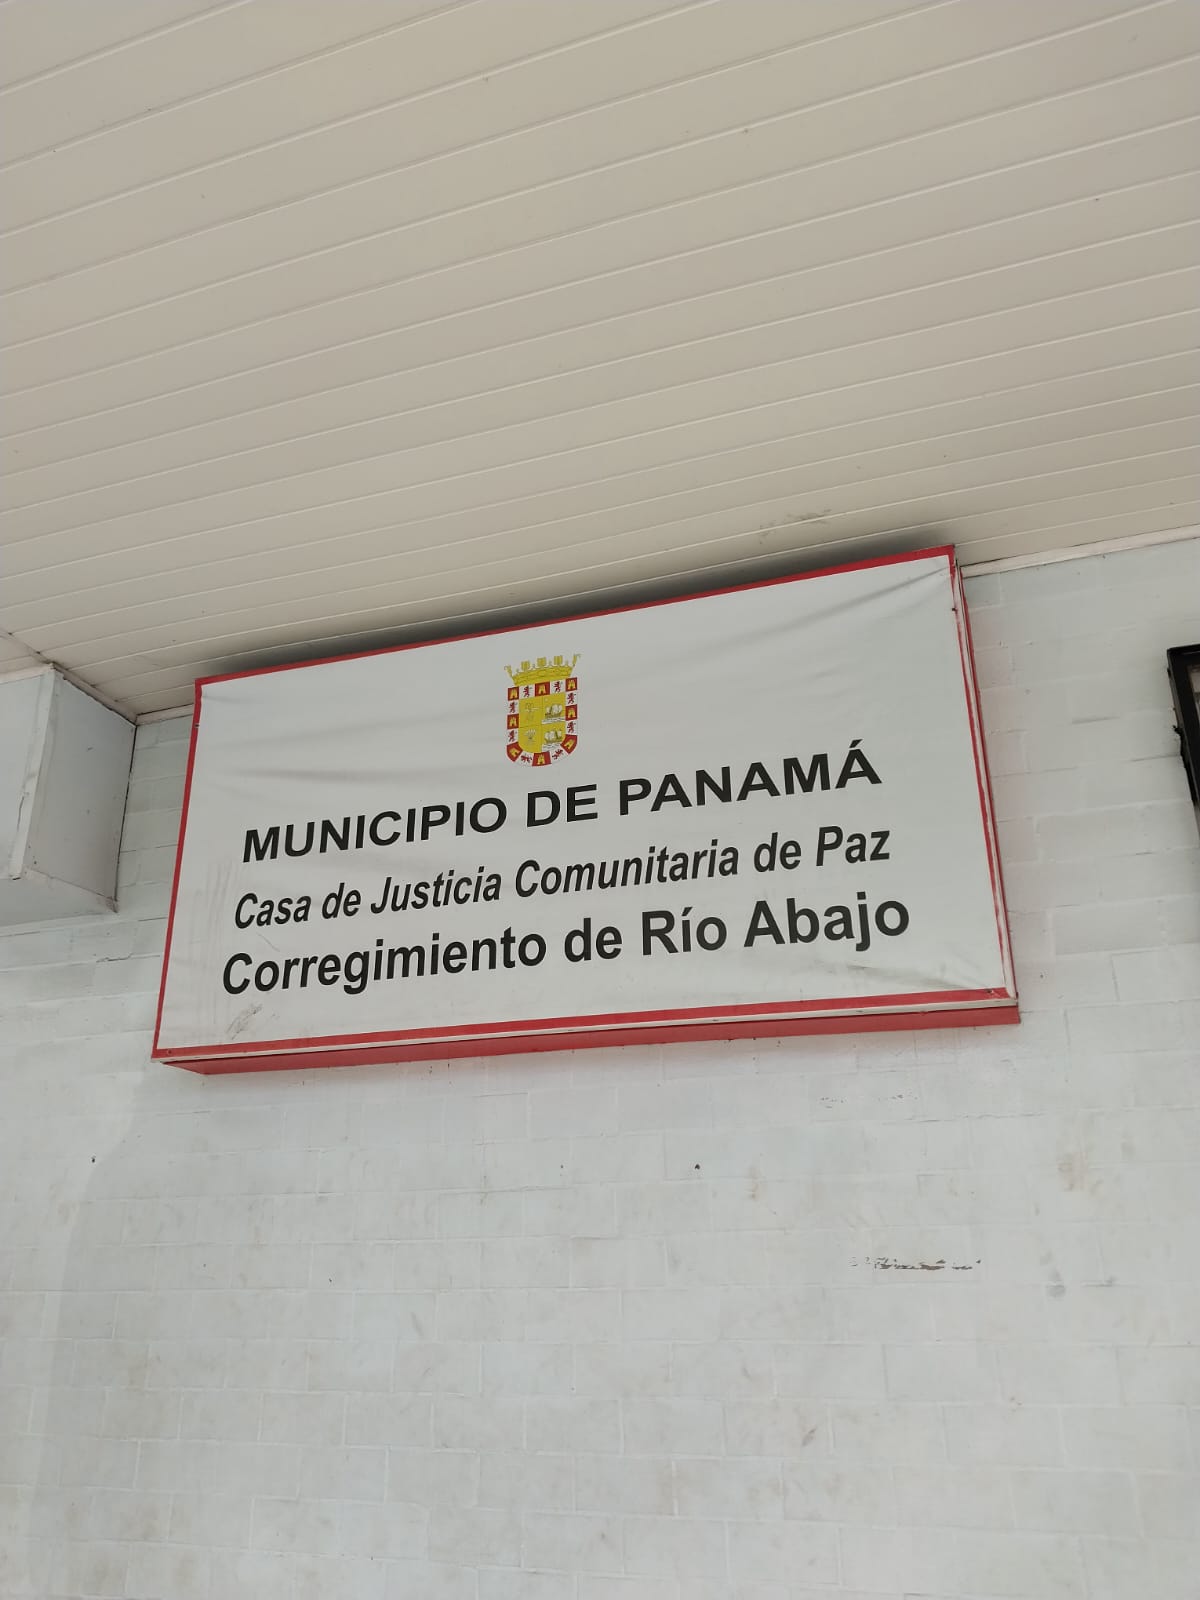 MUNICIPIO DE PANAMÁ
Casa de Justicia Comunitaria de Paz
Corregimiento de Río Abajo